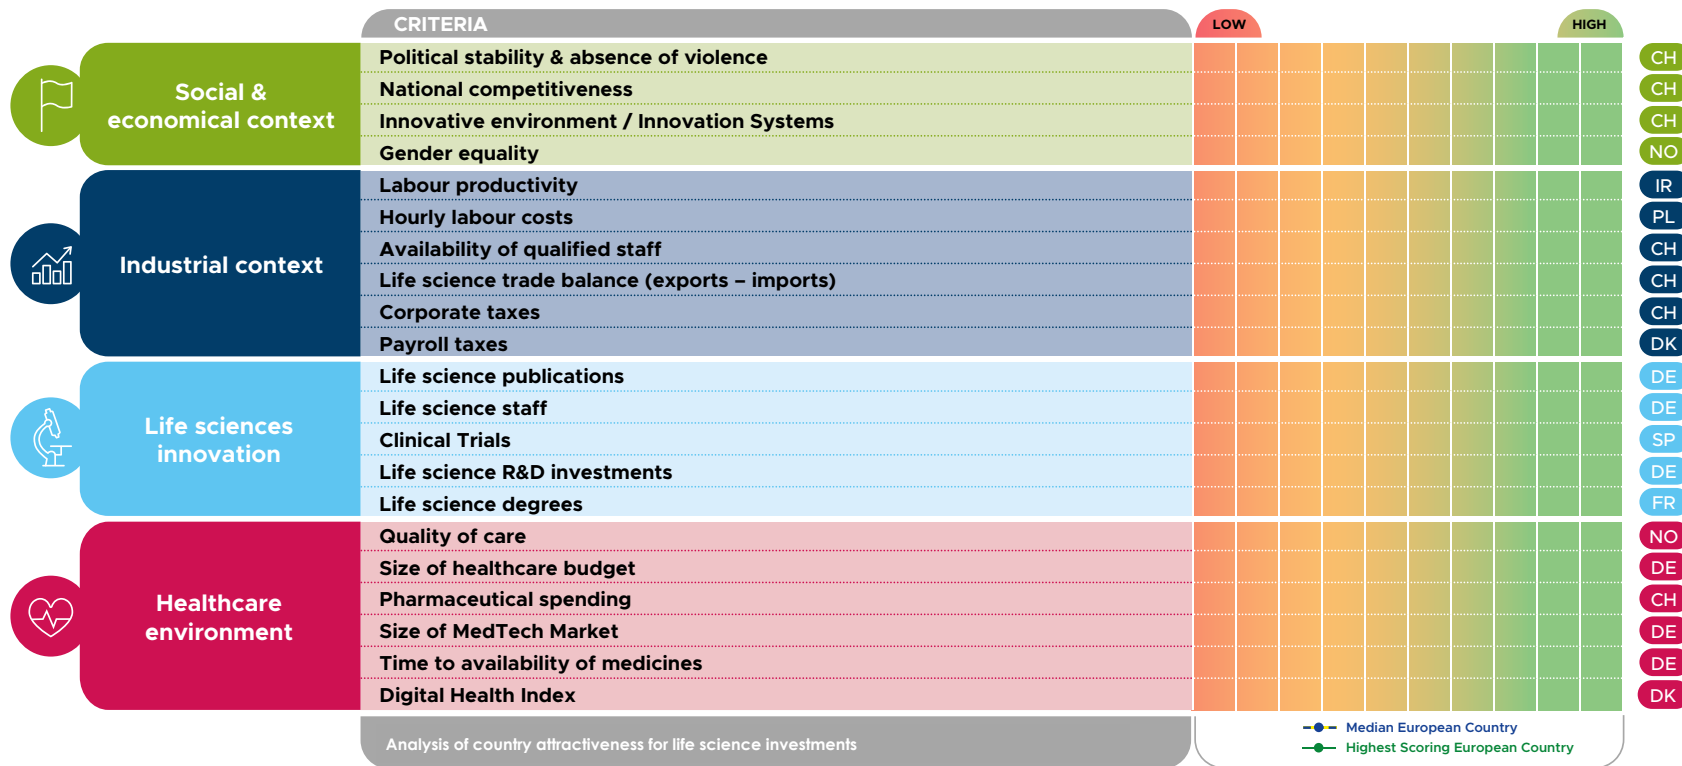 CRITERIA
LOW
HIGH
Social &
economical context
Political stability & absence of violence
CH
National competitiveness
CH
Innovative environment / Innovation Systems
CH
Gender equality
NO
Industrial context
Labour productivity
IR
Hourly labour costs
PL
Availability of qualified staff
CH
Life science trade balance (exports – imports)
CH
Corporate taxes
CH
Payroll taxes
DK
Life sciences
innovation
Life science publications
DE
Life science staff
DE
Clinical Trials
SP
Life science R&D investments
DE
Life science degrees
FR
Healthcare
environment
Quality of care
NO
Size of healthcare budget
DE
Pharmaceutical spending
CH
Size of MedTech Market
DE
Time to availability of medicines
DE
Digital Health Index
DK
Analysis of country attractiveness for life science investments
Median European Country
Highest Scoring European Country